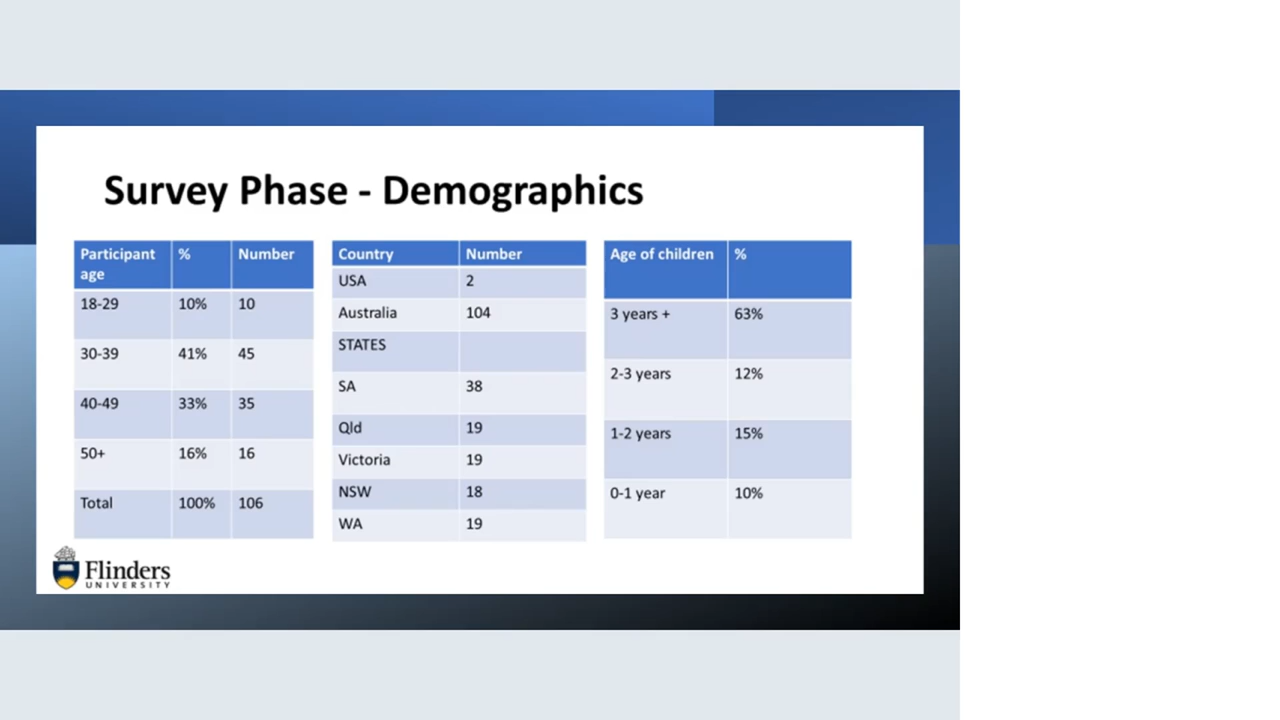 Survey Phase - Demographics
Participant age % Number
18-29 10% 10
30-39 41% 45
40-49 33% 35
50+ 16% 16
Total 100% 106
Country Number
USA 2
Australia 104
STATES
SA 38
Qld 19
Victoria 19
NSW 18
WA 19
Age of children %
3 years + 63%
2-3 years 12%
1-2 years 15%
0-1 year 10%
Flinders
UNIVERSITY